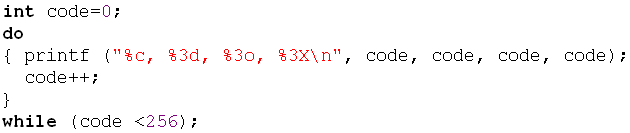 int code=0;
do
{ printf ("%c, %3d, %3o, %3X\n", code, code, code, code);
  code++;
}
while (code <256);